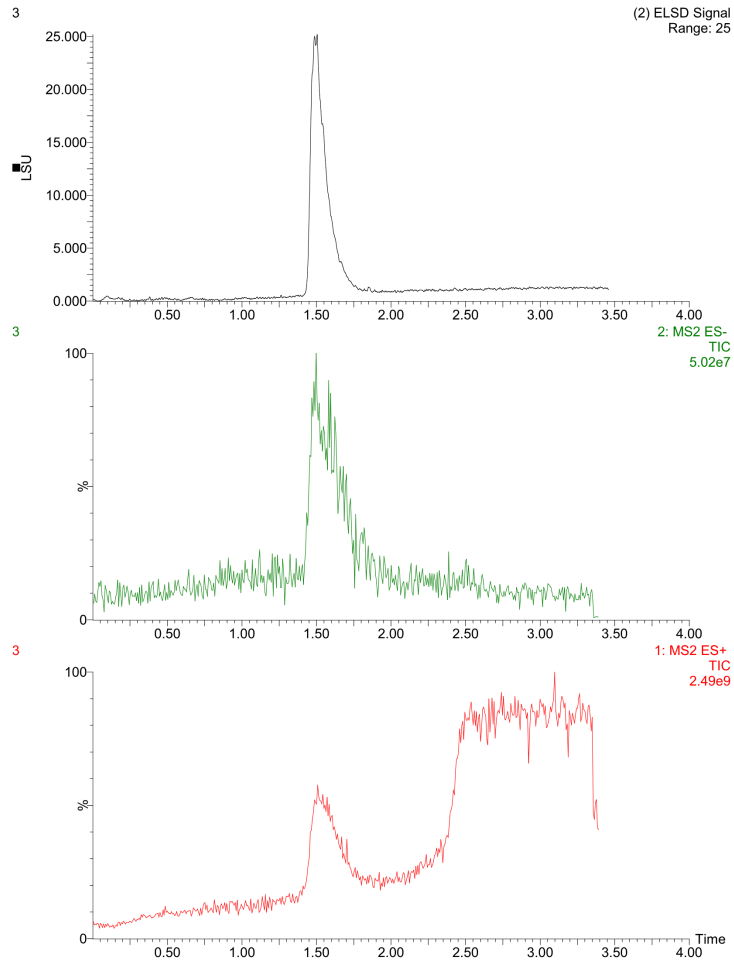 3
(2) ELSD Signal
Range: 25
LSU
25.000
20.000
15.000
10.000
5.000
0.000
0.50 1.00 1.50 2.00 2.50 3.00 3.50 4.00
3
2: MS2 ES-
TIC
5.02e7
100
%
0
0.50 1.00 1.50 2.00 2.50 3.00 3.50 4.00
3
1: MS2 ES+
TIC
2.49e9
100
%
0
Time
0.50 1.00 1.50 2.00 2.50 3.00 3.50 4.00